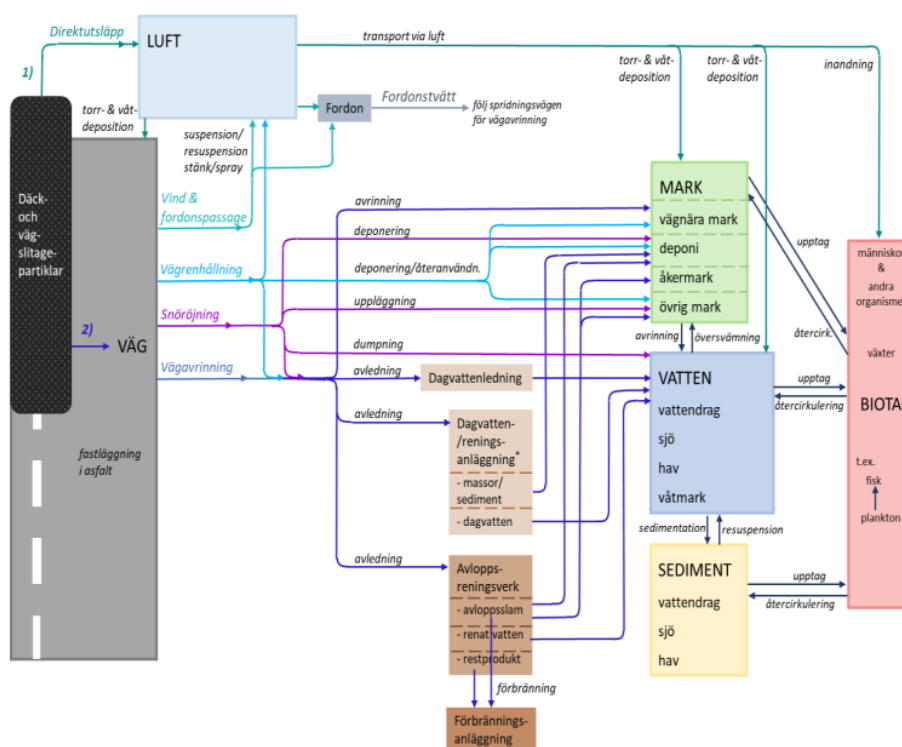 Direktutsläpp
1)
LUFT
transport via luft
torr- & våt-
deposition
torr- & våt-
deposition
inandning
torr- & våt-
deposition
suspension/
resuspension
stänk/spray
Fordon
Fordonstvätt
följ spridningsvägen
för vägavrinning
Däck-
och
väg-
slitage-
partiklar
2)
VÄG
fastläggning
i asfalt
Vind &
fordonspassage
Vägrenhållning
Snöröjning
Vägavrinning
avrinning
deponering
deponering/återanvändn.
uppläggning
dumpning
avledning
avledning
avledning
Dagvattenledning
Dagvatten-
/renings-
anläggning*
- massor/
sediment
- dagvatten
Avlopps-
reningsverk
- avloppsslam
- renat vatten
- restprodukt
förbränning
Förbrännings-
anläggning
MARK
vägnära mark
deponi
åkermark
övrig mark
avrinning
översvämning
VATTEN
vattendrag
sjö
hav
våtmark
sedimentation
resuspension
SEDIMENT
vattendrag
sjö
hav
upptag
återcirk.
upptag
återcirkulering
upptag
återcirkulering
människor
&
andra
organismer
växter
BIOTA
t.ex.
fisk
plankton